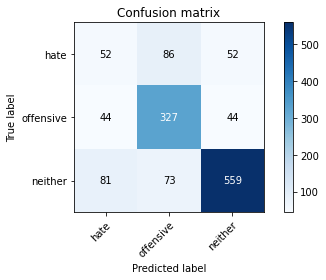 Confusion matrix
hate 52 86 52
offensive 44 327 44
neither 81 73 559
hate offensive neither
True label
Predicted label
500
400
300
200
100